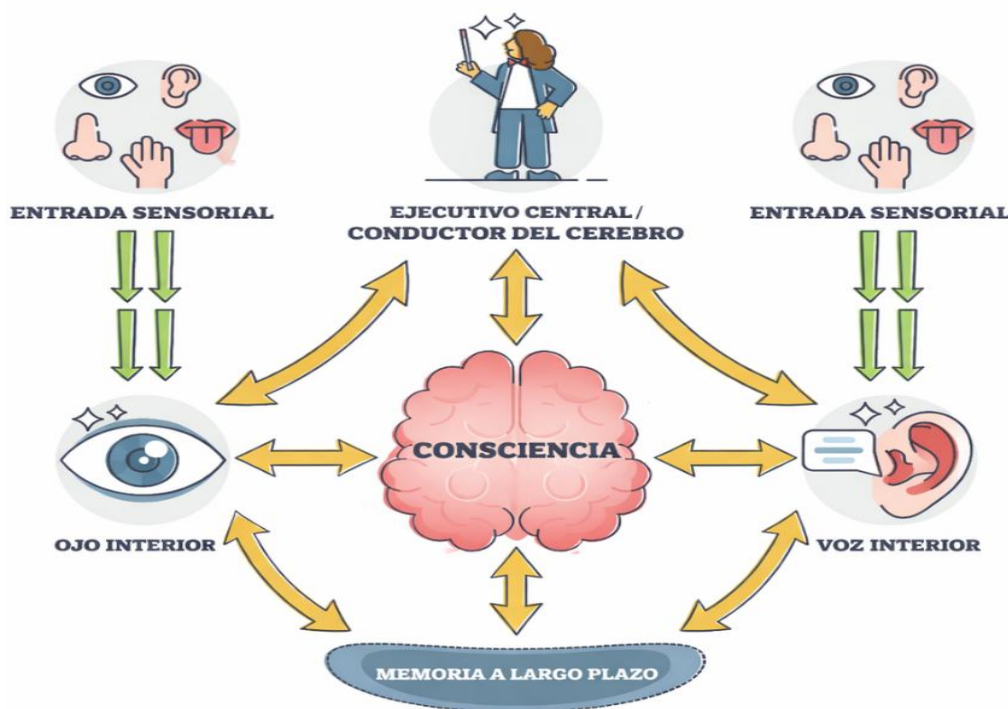 ENTRADA SENSORIAL
EJECUTIVO CENTRAL/
CONDUCTOR DEL CEREBRO
ENTRADA SENSORIAL
CONSCIENCIA
OJO INTERIOR
VOZ INTERIOR
MEMORIA A LARGO PLAZO